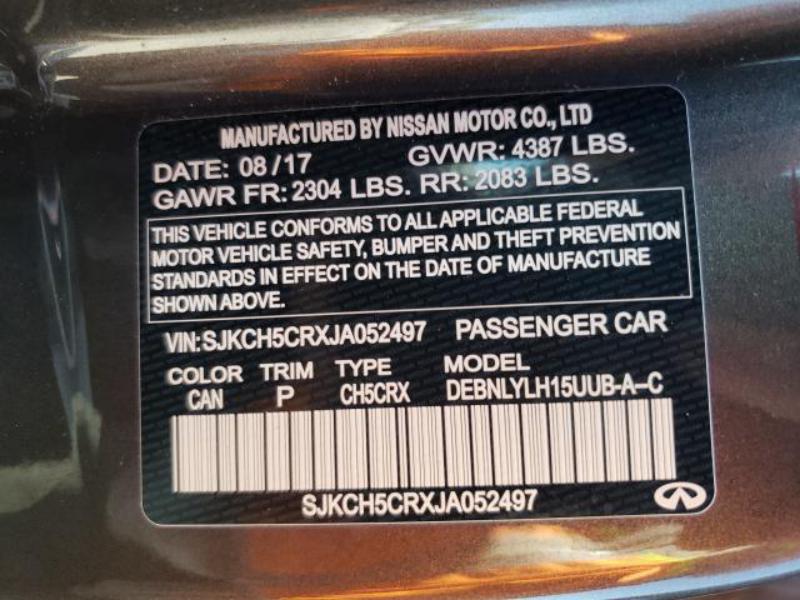 MANUFACTURED BY NISSAN MOTOR CO., LTD
DATE: 08/17 GVWR: 4387 LBS.
GAWR FR: 2304 LBS. RR: 2083 LBS.
THIS VEHICLE CONFORMS TO ALL APPLICABLE FEDERAL
MOTOR VEHICLE SAFETY, BUMPER AND THEFT PREVENTION
STANDARDS IN EFFECT ON THE DATE OF MANUFACTURE
SHOWN ABOVE.
VIN: SJKCH5CRXJA052497 PASSENGER CAR
COLOR TRIM TYPE MODEL
CAN P CH5CRX DEBNLYLH15UUB-A-C
SJKCH5CRXJA052497